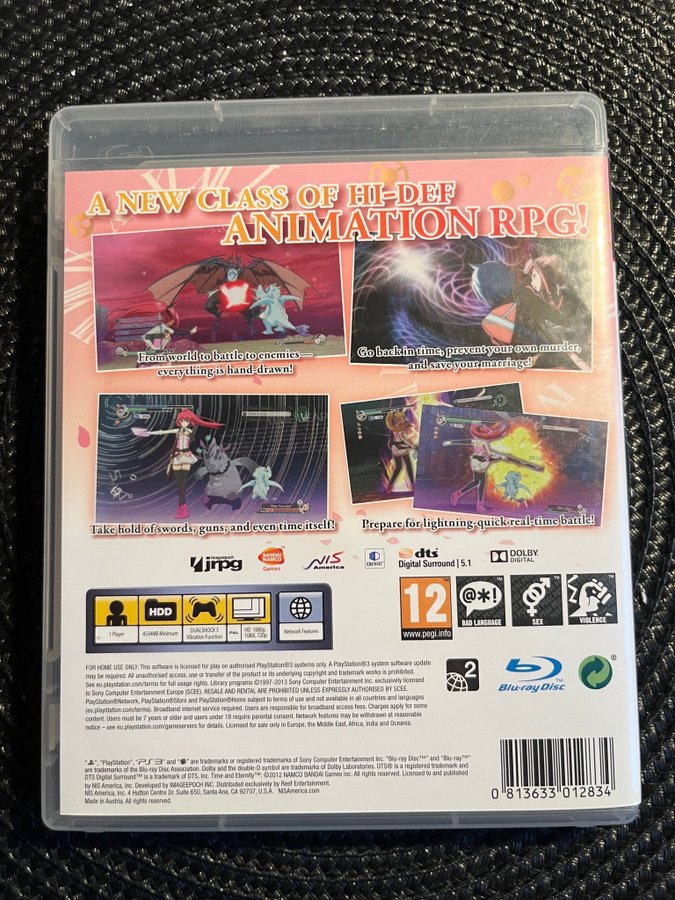 A NEW CLASS OF HI-DEF
ANIMATION RPG!
From world to battle to enemies—
everything is hand-drawn!
Go back in time, prevent your own murder,
and save your marriage!
Take hold of swords, guns, and even time itself!
Prepare for lightning-quick real-time battle!
imageepoch
jrpg
BANDAI
NAMCO
Games
NIS
America
CRI WARE
dts
Digital Surround | 5.1
DOLBY
DIGITAL
1 Player
HDD
4534MB Minimum
DUALSHOCK 3
Vibration Function
PAL
HD 1080p,
1080i, 720p
Network Features
12
www.pegi.info
@*!
BAD LANGUAGE
SEX
VIOLENCE
FOR HOME USE ONLY: This software is licensed for play on authorised PlayStation®3 systems only. A PlayStation®3 system software update
may be required. All unauthorised access, use or transfer of the product or its underlying copyright and trademark works is prohibited.
See eu.playstation.com/terms for full usage rights. Library programs ©1997-2013 Sony Computer Entertainment Inc. exclusively licensed
to Sony Computer Entertainment Europe (SCEE). RESALE AND RENTAL ARE PROHIBITED UNLESS EXPRESSLY AUTHORISED BY SCEE.
PlayStation®Network, PlayStation®Store and PlayStation®Home subject to terms of use and not available in all countries and languages
(eu.playstation.com/terms). Broadband internet service required. Users are responsible for broadband access fees. Charges apply for some
content. Users must be 7 years or older and users under 18 require parental consent. Network features may be withdrawn at reasonable
notice – see eu.playstation.com/gameservers for details. Licensed for sale only in Europe, the Middle East, Africa, India and Oceania.
2
Blu-ray Disc
", "PlayStation", "PS3" and "●" are trademarks or registered trademarks of Sony Computer Entertainment Inc. "Blu-ray Disc™" and "Blu-ray™"
are trademarks of the Blu-ray Disc Association. Dolby and the double-D symbol are trademarks of Dolby Laboratories. DTS® is a registered trademark and
DTS Digital Surround™ is a trademark of DTS, Inc. Time and Eternity™: ©2012 NAMCO BANDAI Games Inc. All rights reserved. Licensed to and published
by NIS America, Inc. Developed by IMAGEEPOCH INC. Distributed exclusively by Reef Entertainment.
NIS America, Inc. 4 Hutton Centre Dr. Suite 650, Santa Ana, CA 92707, U.S.A. · NISAmerica.com
Made in Austria. All rights reserved.
0 813633 012834